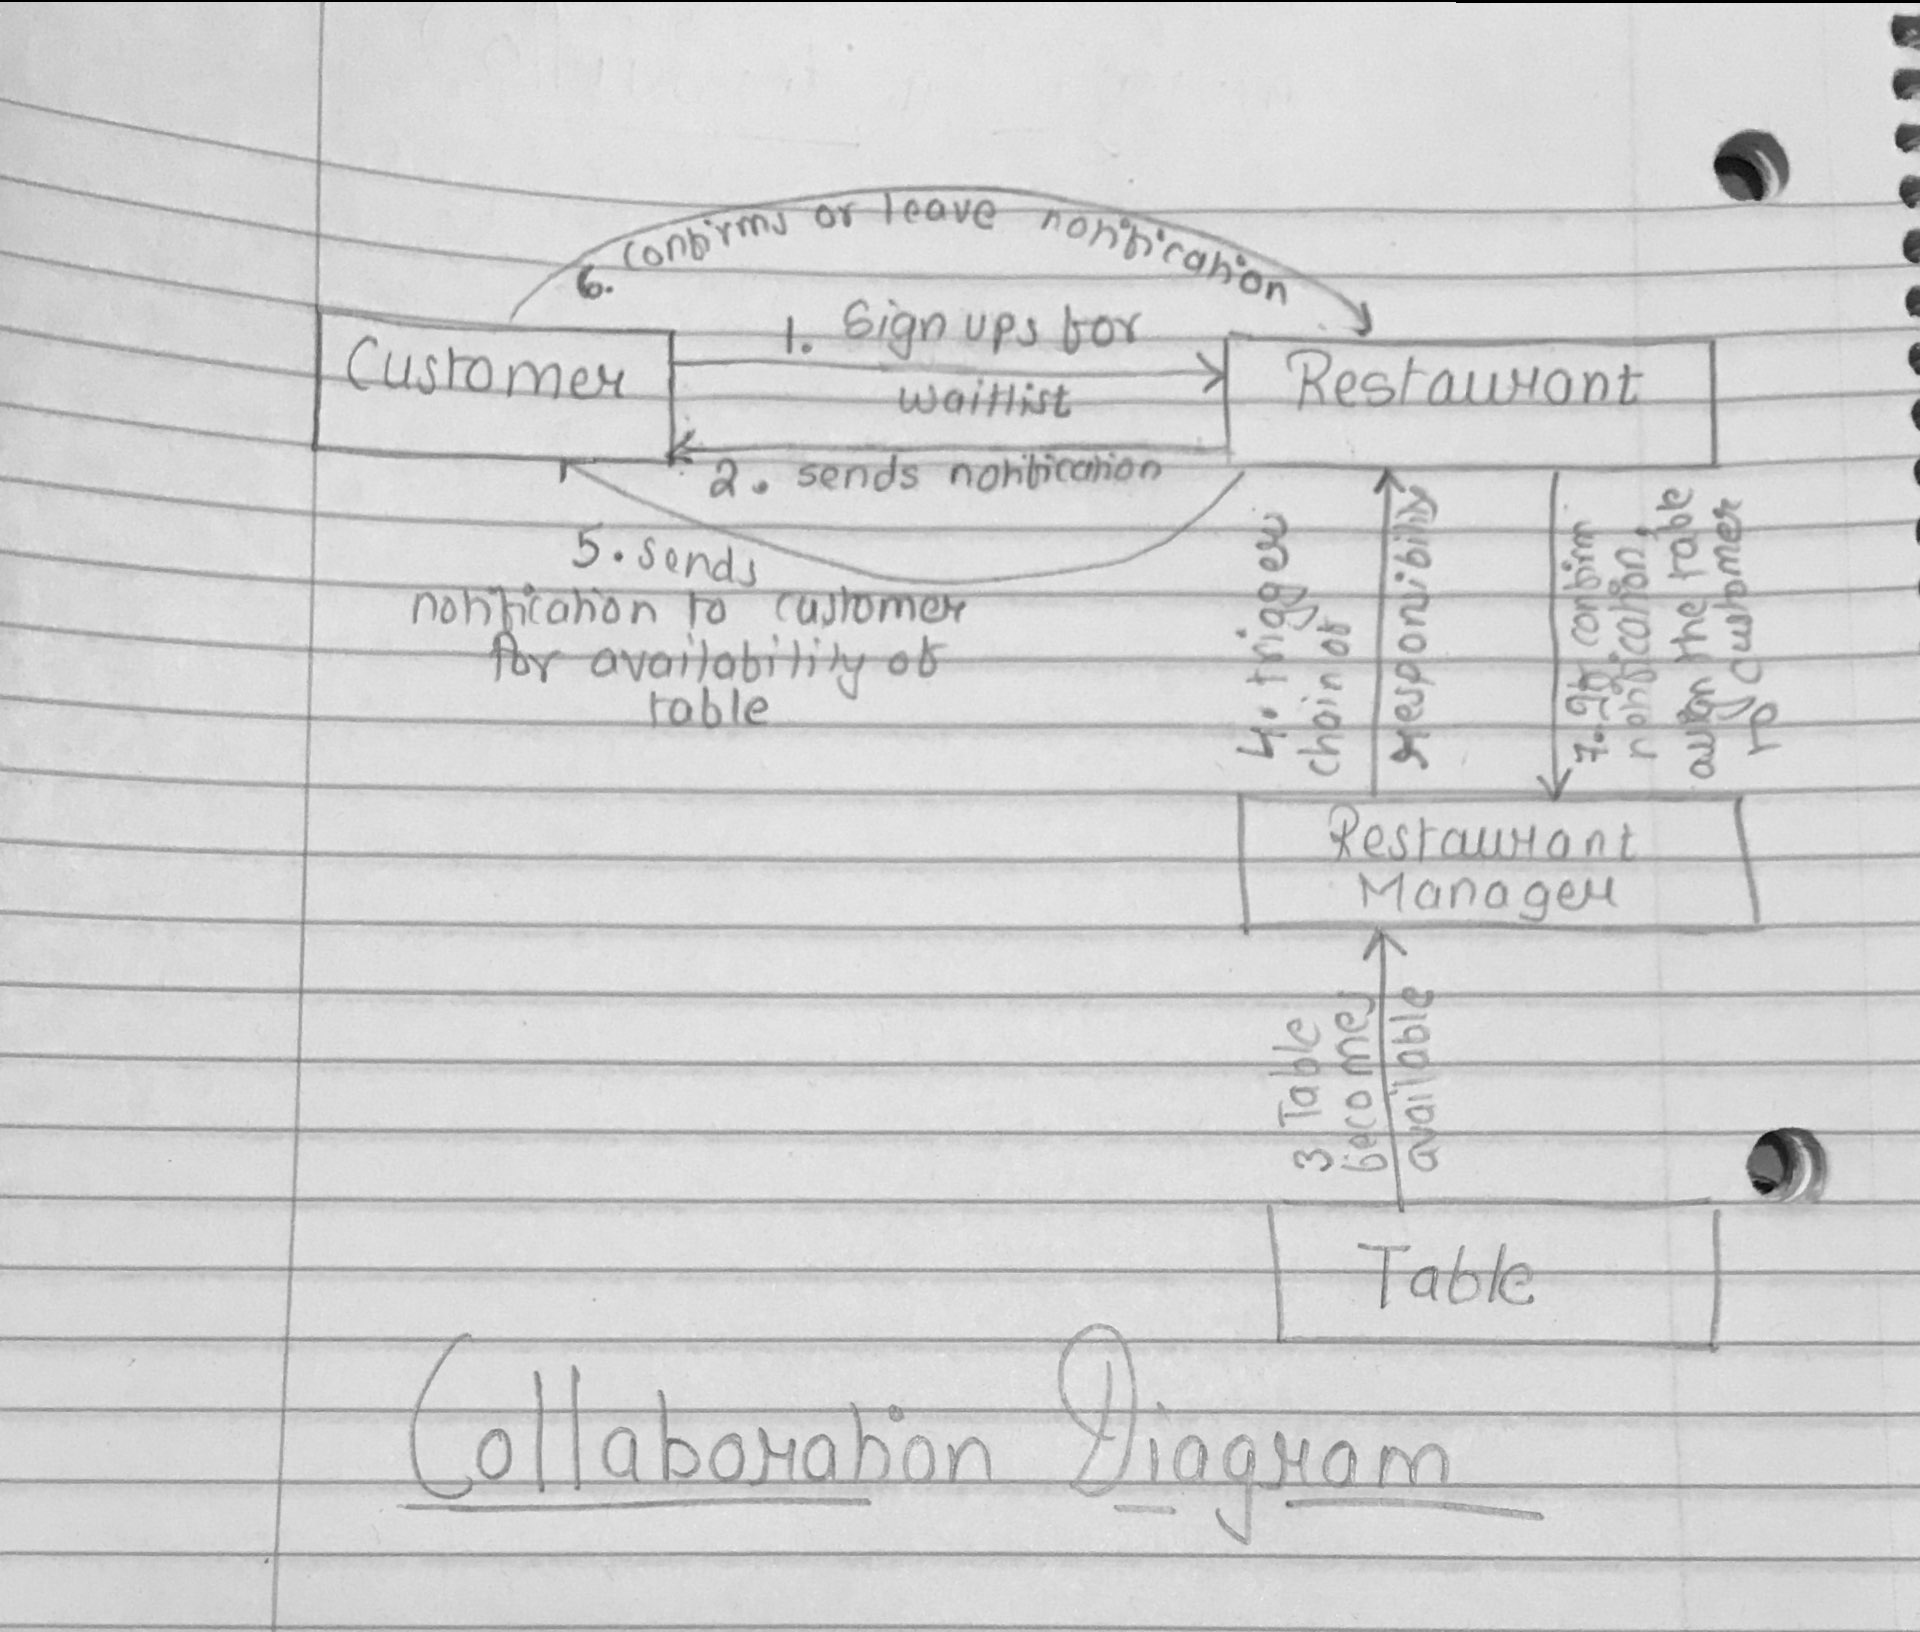 6. confirms or leave notification
1. Sign ups for
waitlist
Customer
Restaurant
2. sends notification
5. sends
notification to customer
for availability of
table
4. trigger
chain of
responsibility
7. If confirm
notification,
the table
to customer
Restaurant
Manager
3 Table
becomes
available
Table
Collaboration Diagram